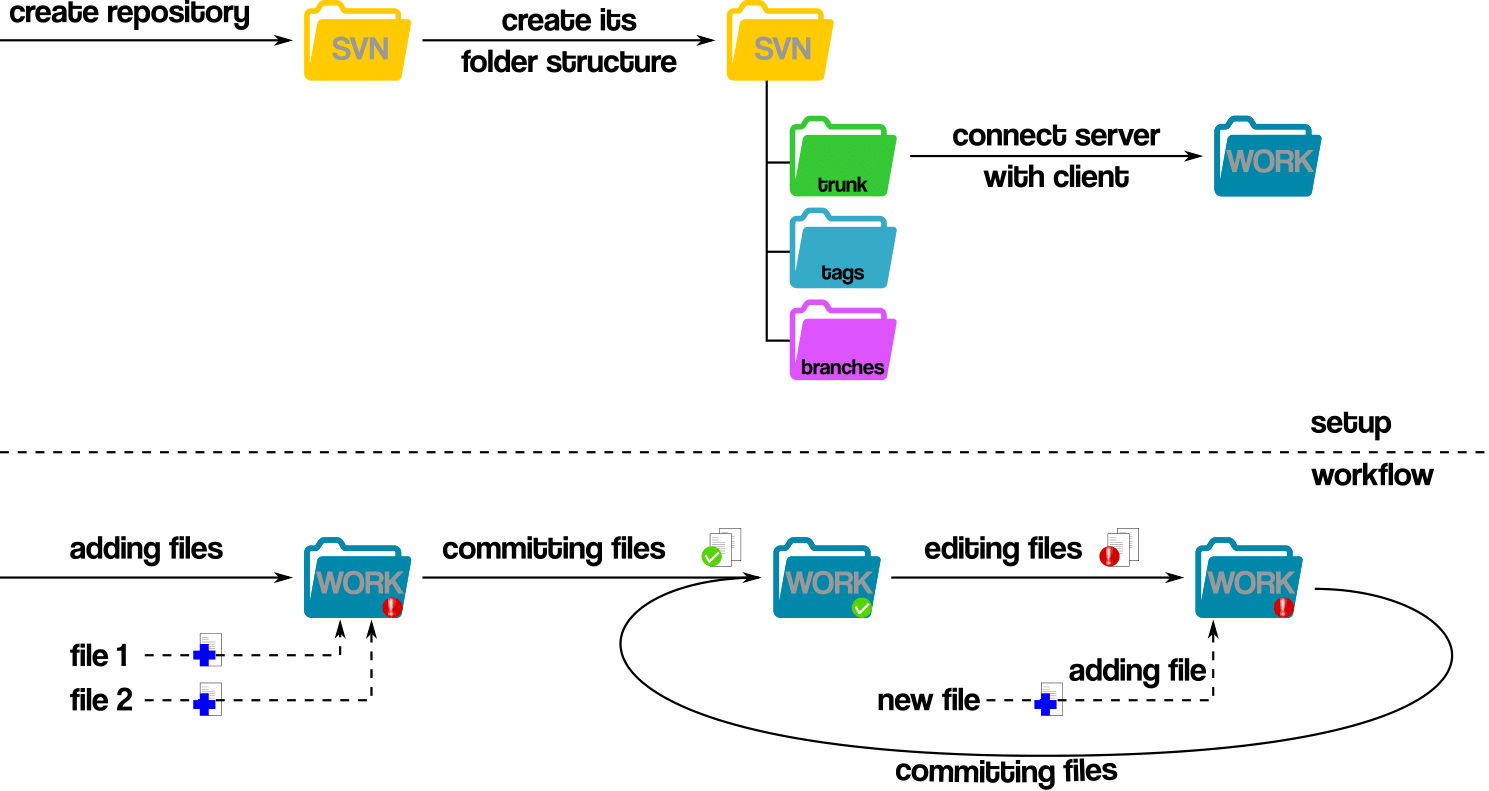 create repository
SVN
create its
folder structure
SVN
trunk
connect server
with client
WORK
tags
branches
setup
workflow
adding files
WORK
committing files
WORK
editing files
WORK
file 1
file 2
adding file
new file
committing files